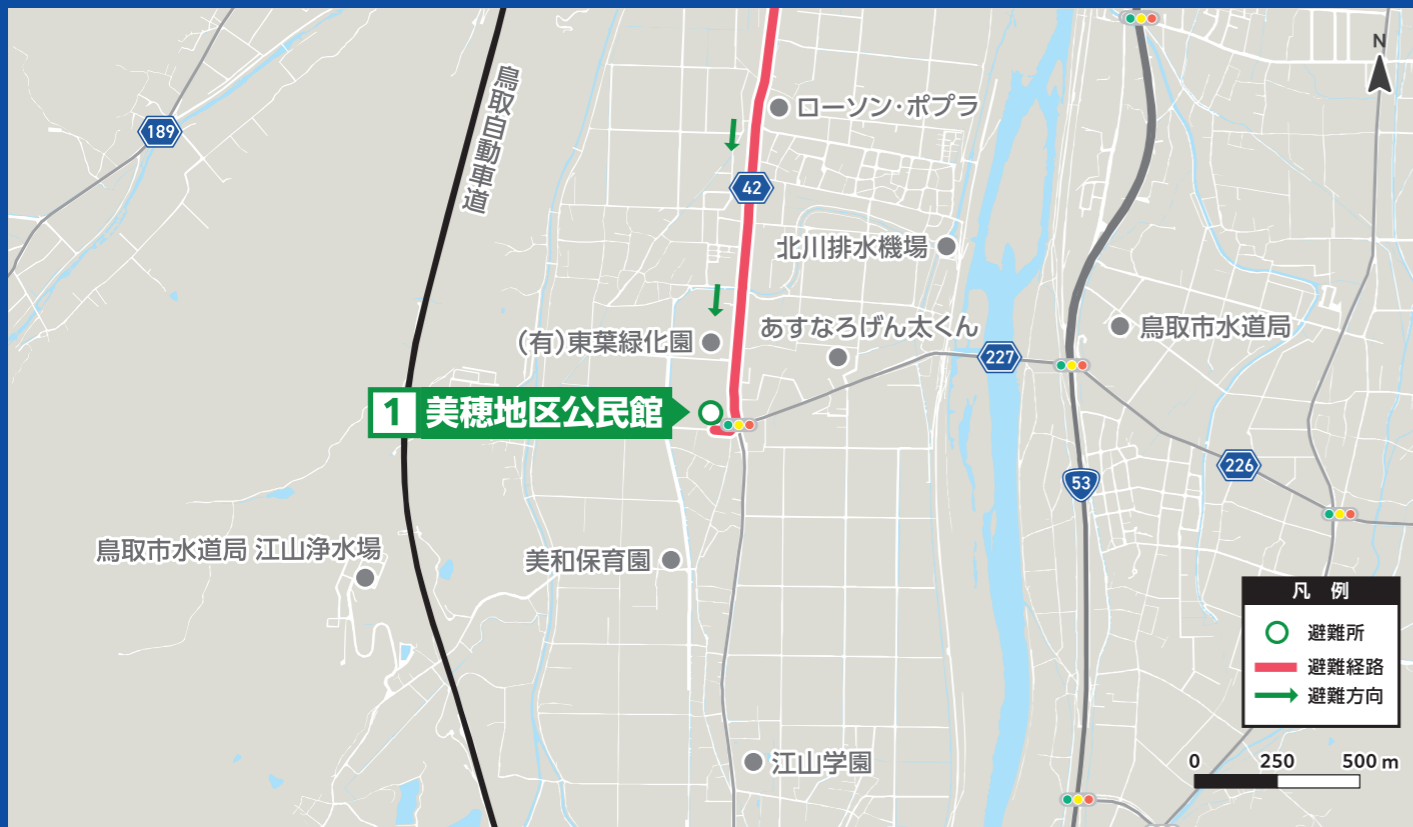 N
鳥取自動車道
189
ローソン・ポプラ
42
北川排水機場
あすなろげん太くん
鳥取市水道局
(有)東葉緑化園
227
1 美穂地区公民館
226
53
鳥取市水道局 江山浄水場
美和保育園
江山学園
凡 例
避難所
避難経路
避難方向
0 250 500 m